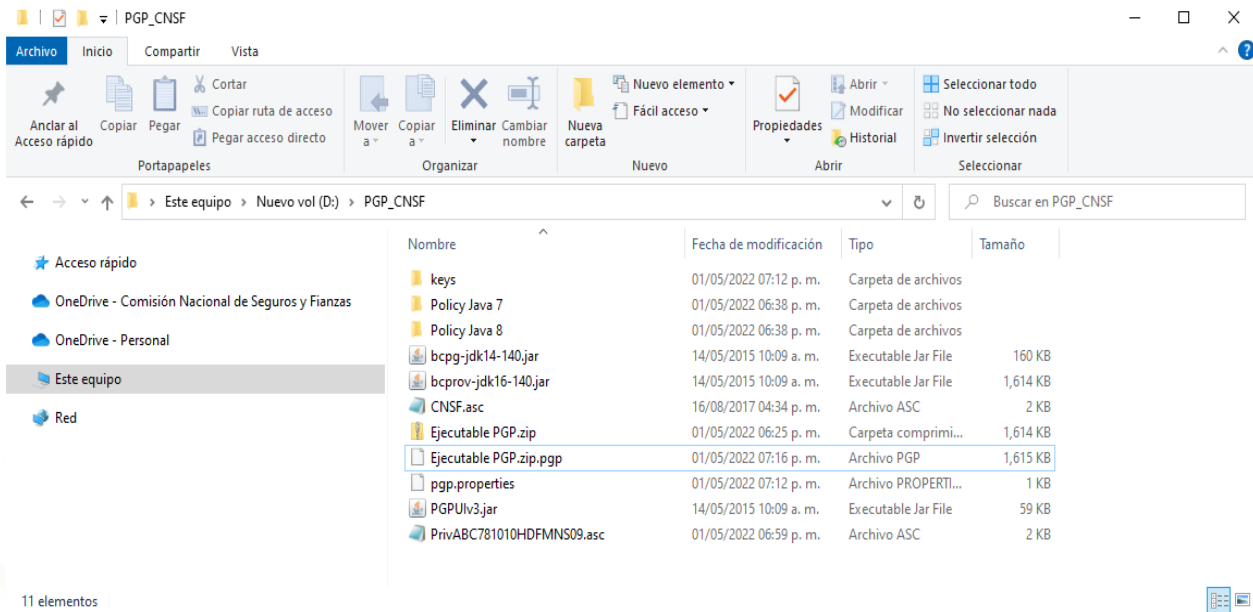 PGP_CNSF
Archivo Inicio Compartir Vista
Anclar al Acceso rápido
Copiar
Pegar
Cortar
Copiar ruta de acceso
Pegar acceso directo
Portapapeles
Mover a
Copiar a
Eliminar
Cambiar nombre
Organizar
Nueva carpeta
Nuevo elemento
Fácil acceso
Nuevo
Propiedades
Abrir
Modificar
Historial
Abrir
Seleccionar todo
No seleccionar nada
Invertir selección
Seleccionar
Este equipo > Nuevo vol (D:) > PGP_CNSF
Buscar en PGP_CNSF
Acceso rápido
OneDrive - Comisión Nacional de Seguros y Fianzas
OneDrive - Personal
Este equipo
Red
Nombre Fecha de modificación Tipo Tamaño
keys 01/05/2022 07:12 p. m. Carpeta de archivos
Policy Java 7 01/05/2022 06:38 p. m. Carpeta de archivos
Policy Java 8 01/05/2022 06:38 p. m. Carpeta de archivos
bcpg-jdk14-140.jar 14/05/2015 10:09 a. m. Executable Jar File 160 KB
bcprov-jdk16-140.jar 14/05/2015 10:09 a. m. Executable Jar File 1,614 KB
CNSF.asc 16/08/2017 04:34 p. m. Archivo ASC 2 KB
Ejecutable PGP.zip 01/05/2022 06:25 p. m. Carpeta comprimi... 1,614 KB
Ejecutable PGP.zip.pgp 01/05/2022 07:16 p. m. Archivo PGP 1,615 KB
pgp.properties 01/05/2022 07:12 p. m. Archivo PROPERTI... 1 KB
PGPUIv3.jar 14/05/2015 10:09 a. m. Executable Jar File 59 KB
PrivABC781010HDFMNS09.asc 01/05/2022 06:59 p. m. Archivo ASC 2 KB
11 elementos